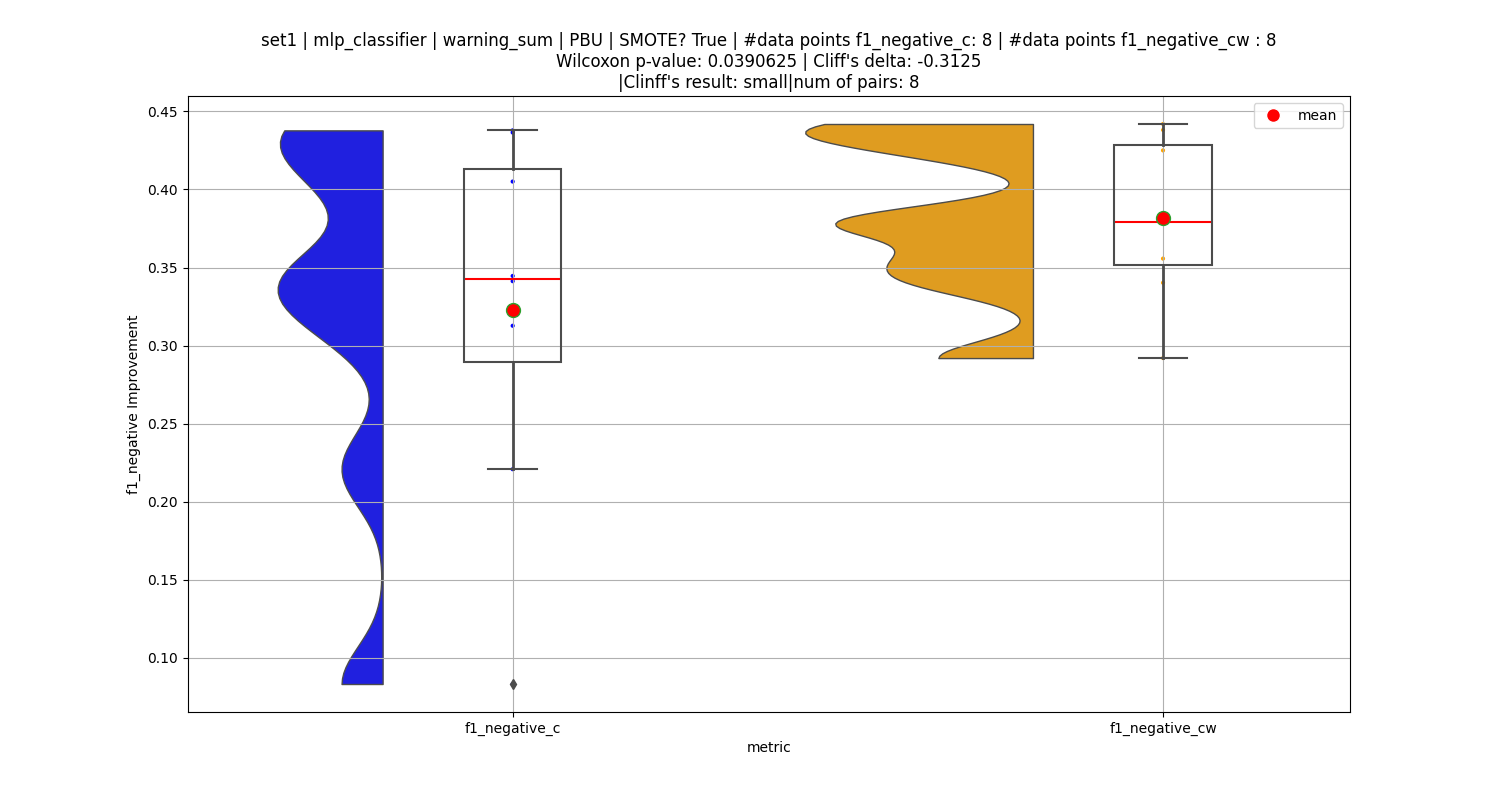 set1 | mlp_classifier | warning_sum | PBU | SMOTE? True | #data points f1_negative_c: 8 | #data points f1_negative_cw : 8
Wilcoxon p-value: 0.0390625 | Cliff's delta: -0.3125
|Clinff's result: small|num of pairs: 8
mean
0.45
0.40
0.35
0.30
0.25
0.20
0.15
0.10
f1_negative Improvement
f1_negative_c
f1_negative_cw
metric